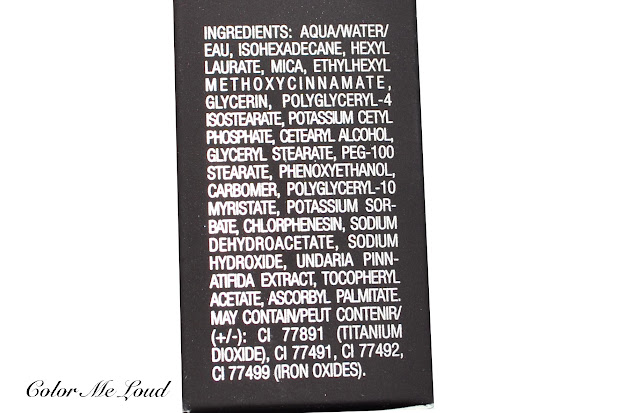 INGREDIENTS: AQUA/WATER/
EAU, ISOHEXADECANE, HEXYL
LAURATE, MICA, ETHYLHEXYL
METHOXYCINNAMATE,
GLYCERIN, POLYGLYCERYL-4
ISOSTEARATE, POTASSIUM CETYL
PHOSPHATE, CETEARYL ALCOHOL,
GLYCERYL STEARATE, PEG-100
STEARATE, PHENOXYETHANOL,
CARBOMER, POLYGLYCERYL-10
MYRISTATE, POTASSIUM SOR-
BATE, CHLORPHENESIN, SODIUM
DEHYDROACETATE, SODIUM
HYDROXIDE, UNDARIA PINN-
ATIFIDA EXTRACT, TOCOPHERYL
ACETATE, ASCORBYL PALMITATE.
MAY CONTAIN/PEUT CONTENIR/
(+/-): CI 77891 (TITANIUM
DIOXIDE), CI 77491, CI 77492,
CI 77499 (IRON OXIDES).
Color Me Loud